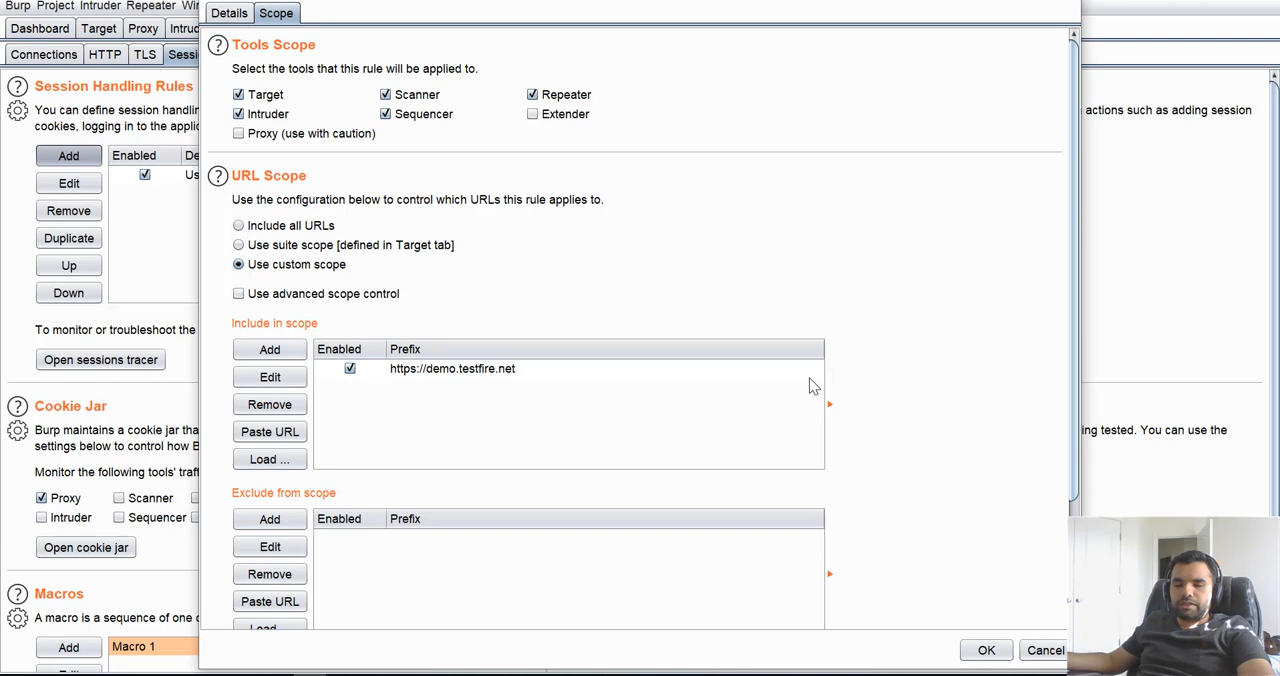 Burp Project Intruder Repeater
Details Scope
Dashboard Target Proxy
Connections HTTP TLS
? Tools Scope
Select the tools that this rule will be applied to.
Target Scanner Repeater
Intruder Sequencer Extender
Proxy (use with caution)
? URL Scope
Use the configuration below to control which URLs this rule applies to.
Include all URLs
Use suite scope [defined in Target tab]
Use custom scope
Use advanced scope control
Include in scope
Add Enabled Prefix
https://demo.testfire.net
Edit
Remove
Paste URL
Load ...
Exclude from scope
Add Enabled Prefix
Edit
Remove
Paste URL
OK Cancel
? Session Handling Rules
You can define session
cookies, logging in to the
actions such as adding session
Add Enabled
Edit
Remove
Duplicate
Up
Down
To monitor or troubleshoot the
Open sessions tracer
? Cookie Jar
Burp maintains a cookie jar
settings below to control how
being tested. You can use the
Monitor the following tools'
Proxy Scanner
Intruder Sequencer
Open cookie jar
? Macros
A macro is a sequence of one
Add Macro 1